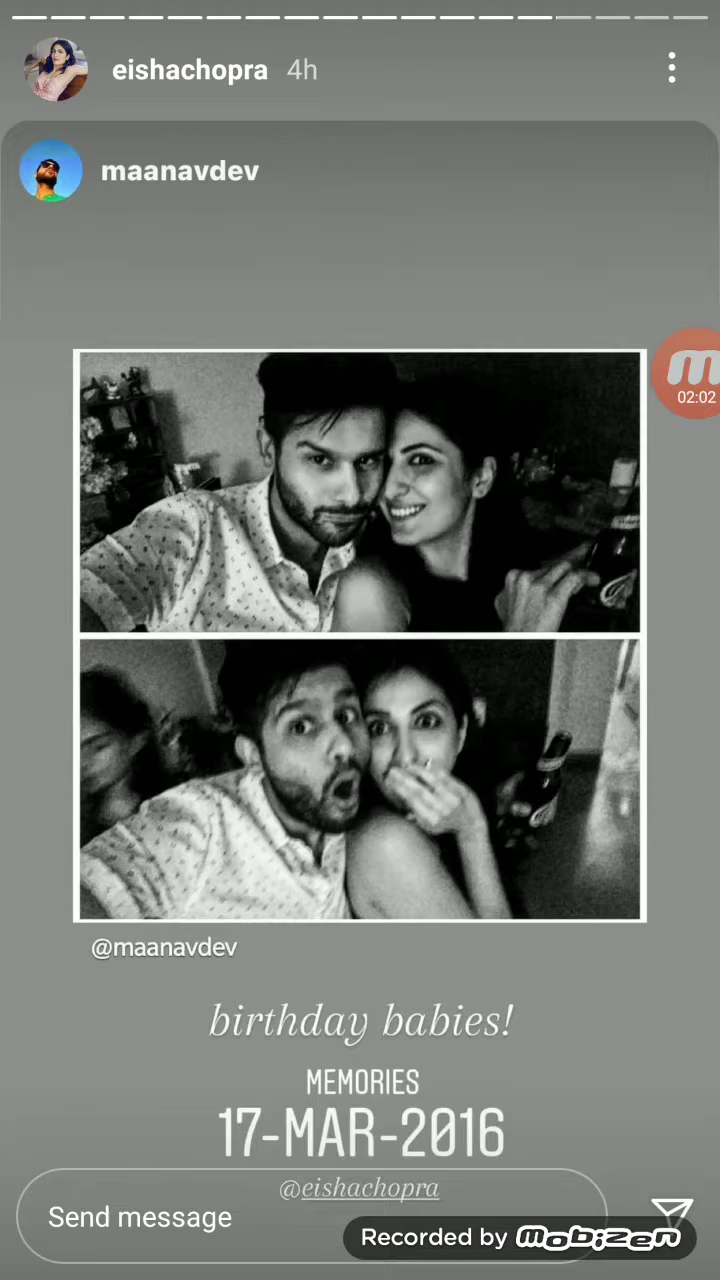 eishachopra 4h
maanavdev
02:02
@maanavdev
birthday babies!
MEMORIES
17-MAR-2016
@eishachopra
Send message
Recorded by Mobizen